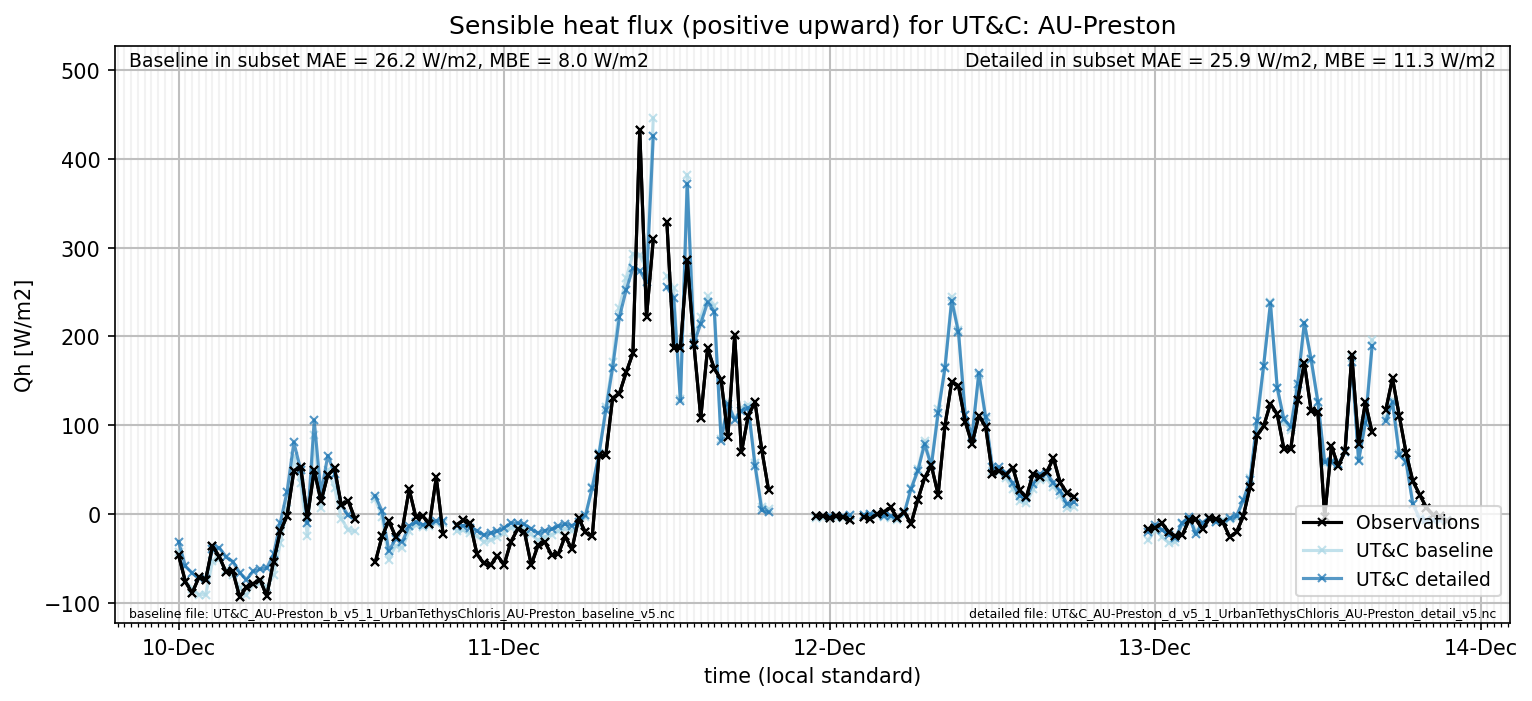 Sensible heat flux (positive upward) for UT&C: AU-Preston
Baseline in subset MAE = 26.2 W/m2, MBE = 8.0 W/m2
Detailed in subset MAE = 25.9 W/m2, MBE = 11.3 W/m2
Qh [W/m2]
500
400
300
200
100
0
−100
Observations
UT&C baseline
UT&C detailed
baseline file: UT&C_AU-Preston_b_v5_1_UrbanTethysChloris_AU-Preston_baseline_v5.nc
detailed file: UT&C_AU-Preston_d_v5_1_UrbanTethysChloris_AU-Preston_detail_v5.nc
10-Dec
11-Dec
12-Dec
13-Dec
14-Dec
time (local standard)